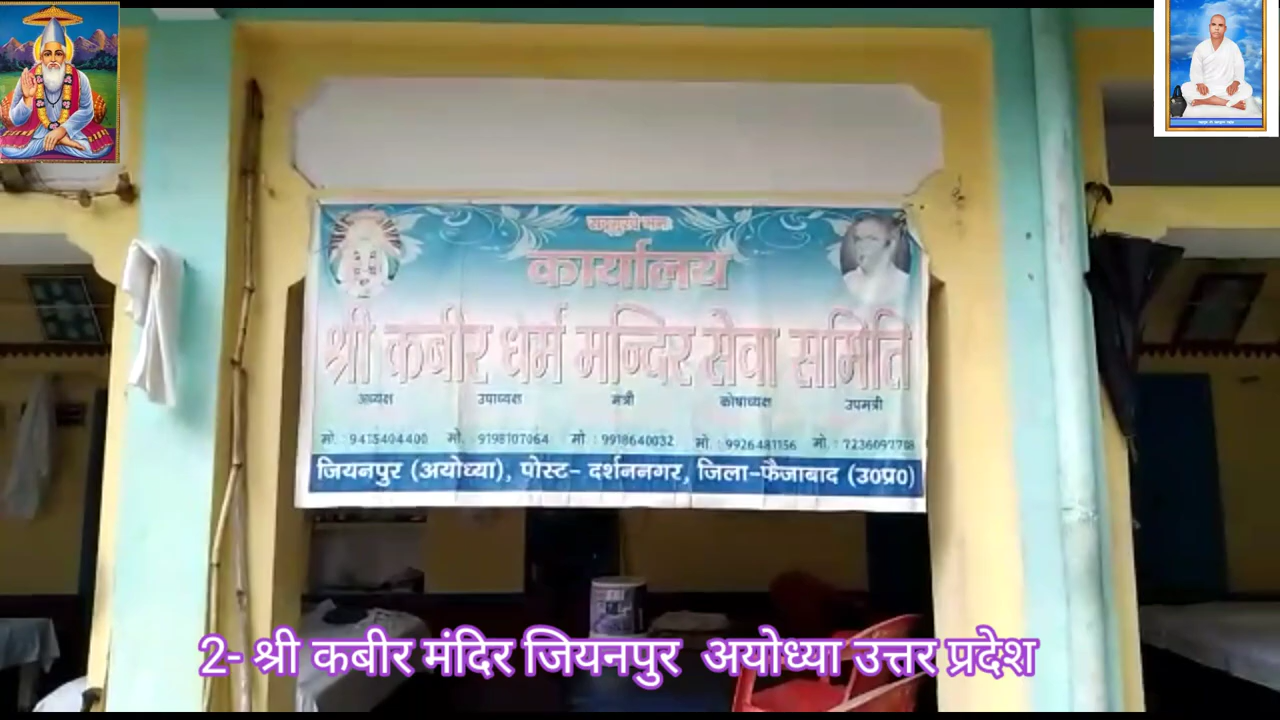 कार्यालय
श्री कबीर धर्म मन्दिर सेवा समिति
अध्यक्ष उपाध्यक्ष मंत्री कोषाध्यक्ष उपमंत्री
मो. : 9415404400 मो. : 9198107064 मो : 9918640032 मो. : 9926481156 मो. :
जियनपुर (अयोध्या), पोस्ट- दर्शननगर, जिला-फैजाबाद (उ0प्र0)
2- श्री कबीर मंदिर जियनपुर अयोध्या उत्तर प्रदेश